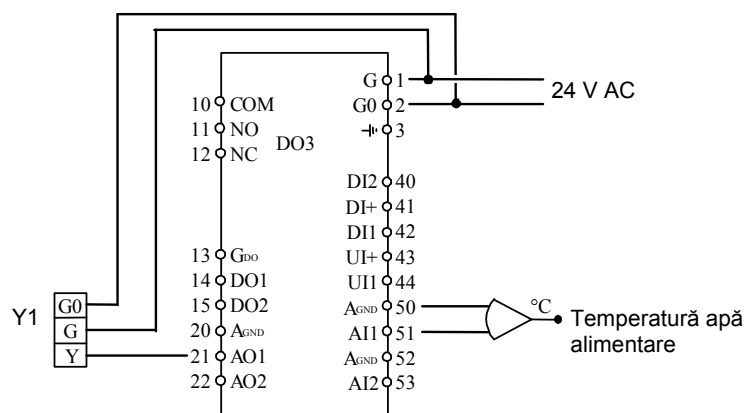 G 1
G0 2
3
24 V AC
10 COM
11 NO
12 NC
DO3
DI2 40
DI+ 41
DI1 42
UI+ 43
UI1 44
AGND 50
AI1 51
AGND 52
AI2 53
13 GDO
14 DO1
15 DO2
20 AGND
21 AO1
22 AO2
Y1
G0
G
Y
°C
Temperatură apă
alimentare